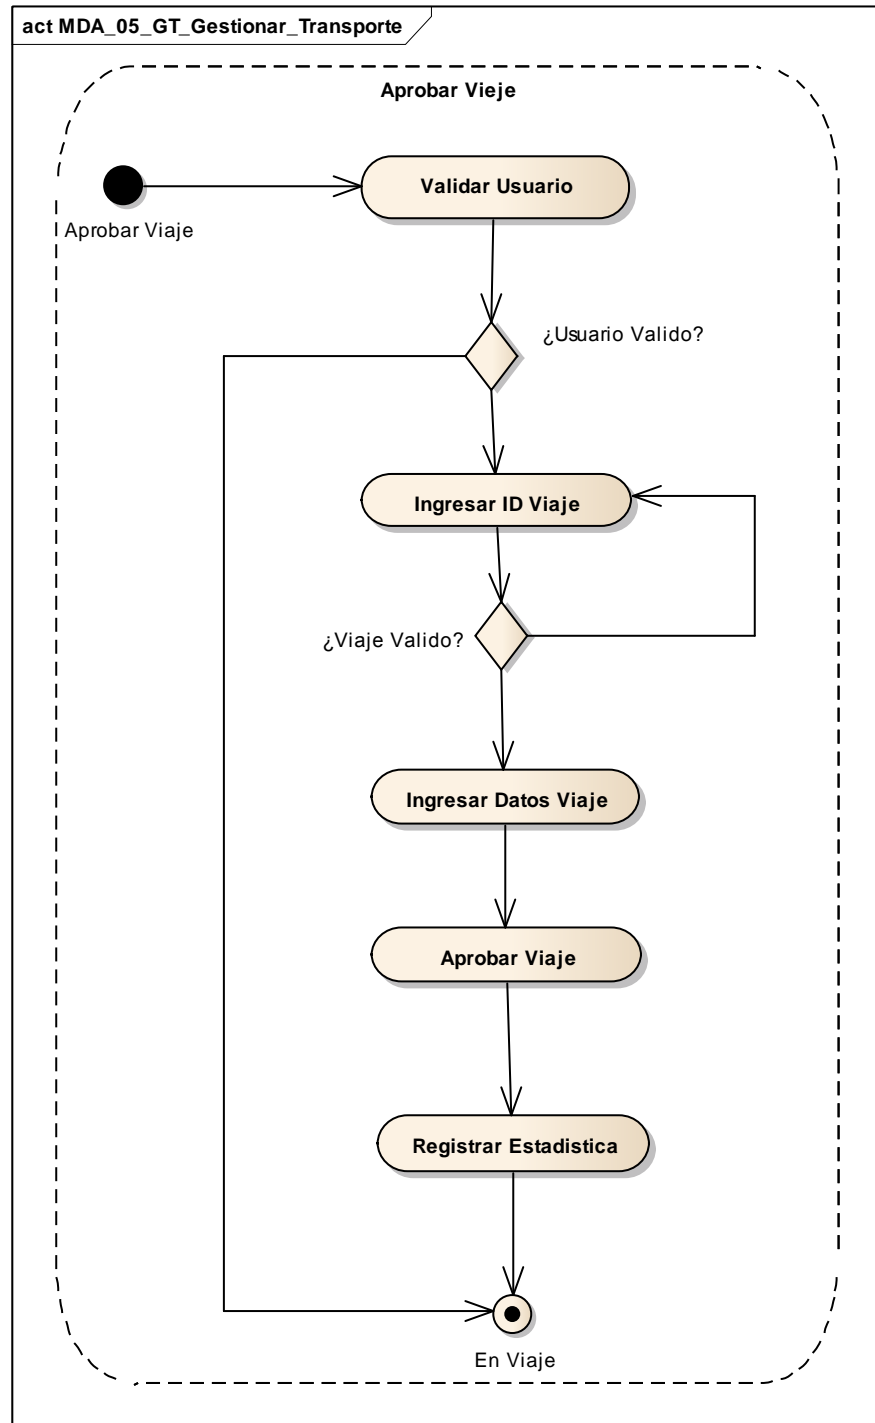 act MDA_05_GT_Gestionar_Transporte
Aprobar Vieje
Validar Usuario
Aprobar Viaje
¿Usuario Valido?
Ingresar ID Viaje
¿Viaje Valido?
Ingresar Datos Viaje
Aprobar Viaje
Registrar Estadistica
En Viaje